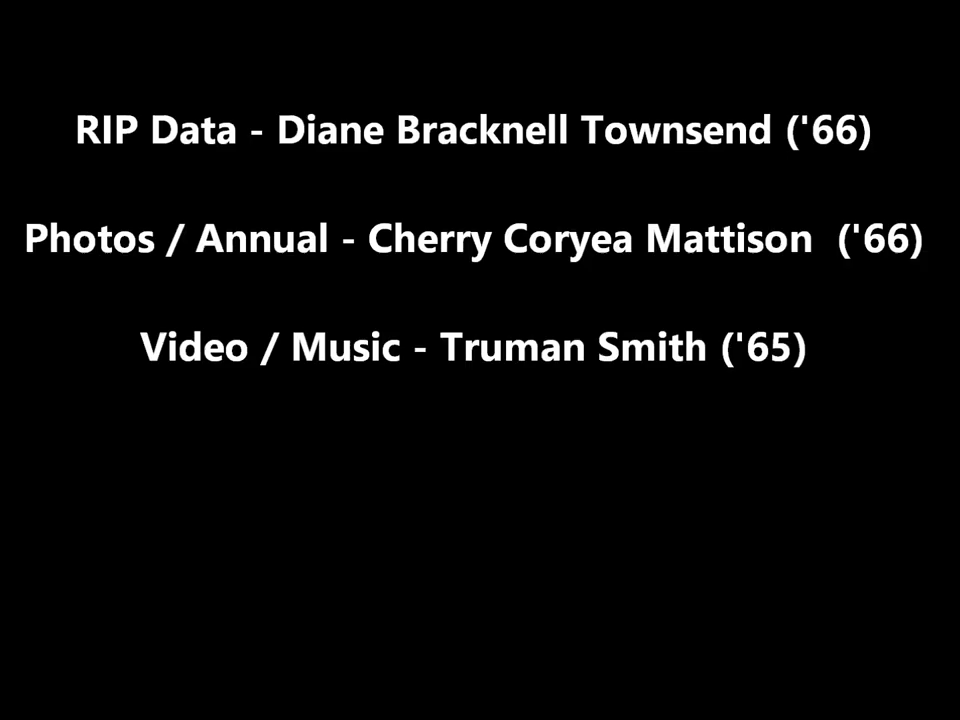 RIP Data - Diane Bracknell Townsend ('66)
Photos / Annual - Cherry Coryea Mattison  ('66)
Video / Music - Truman Smith ('65)